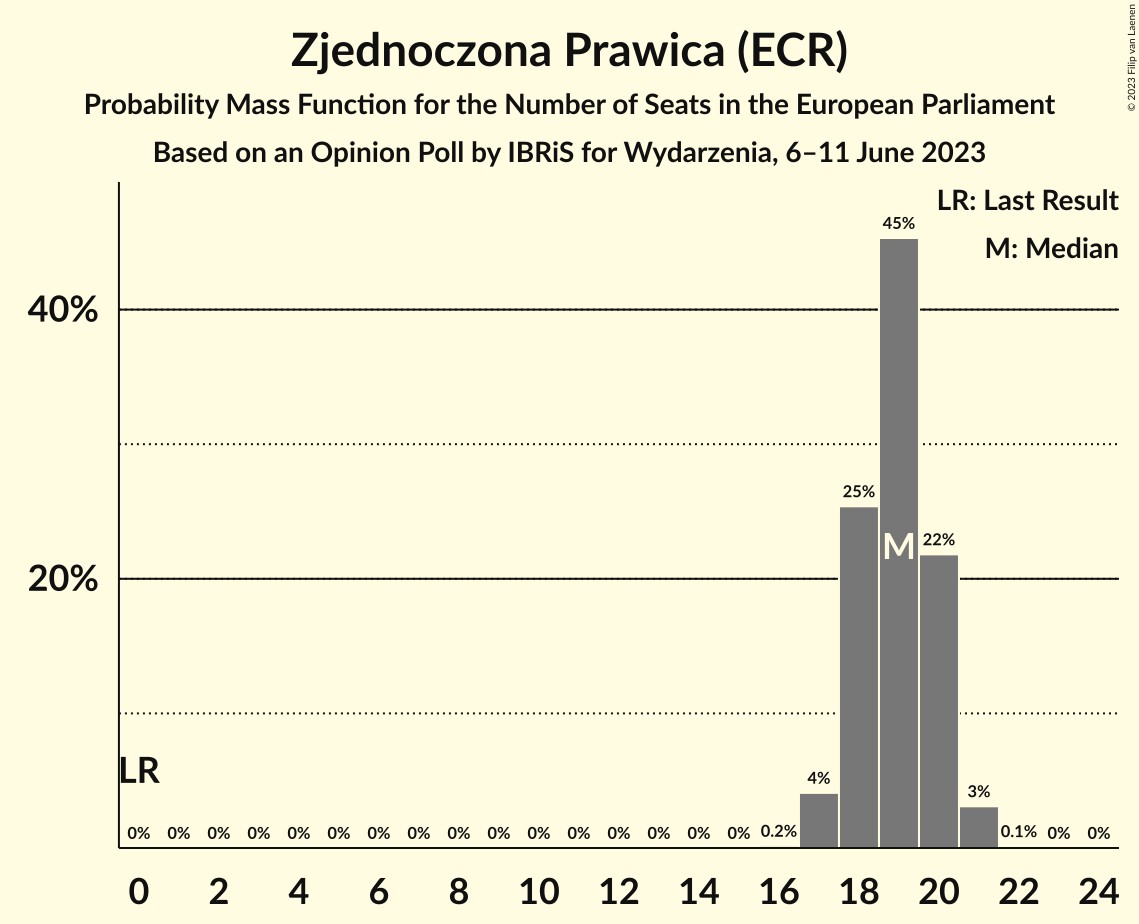 Zjednoczona Prawica (ECR)
Probability Mass Function for the Number of Seats in the European Parliament
Based on an Opinion Poll by IBRiS for Wydarzenia, 6–11 June 2023
© 2023 Filip van Laenen
LR: Last Result
M: Median
45%
40%
25%
M
22%
20%
LR
4%
3%
0% 0% 0% 0% 0% 0% 0% 0% 0% 0% 0% 0% 0% 0% 0% 0% 0.2% 0.1% 0% 0%
0 2 4 6 8 10 12 14 16 18 20 22 24